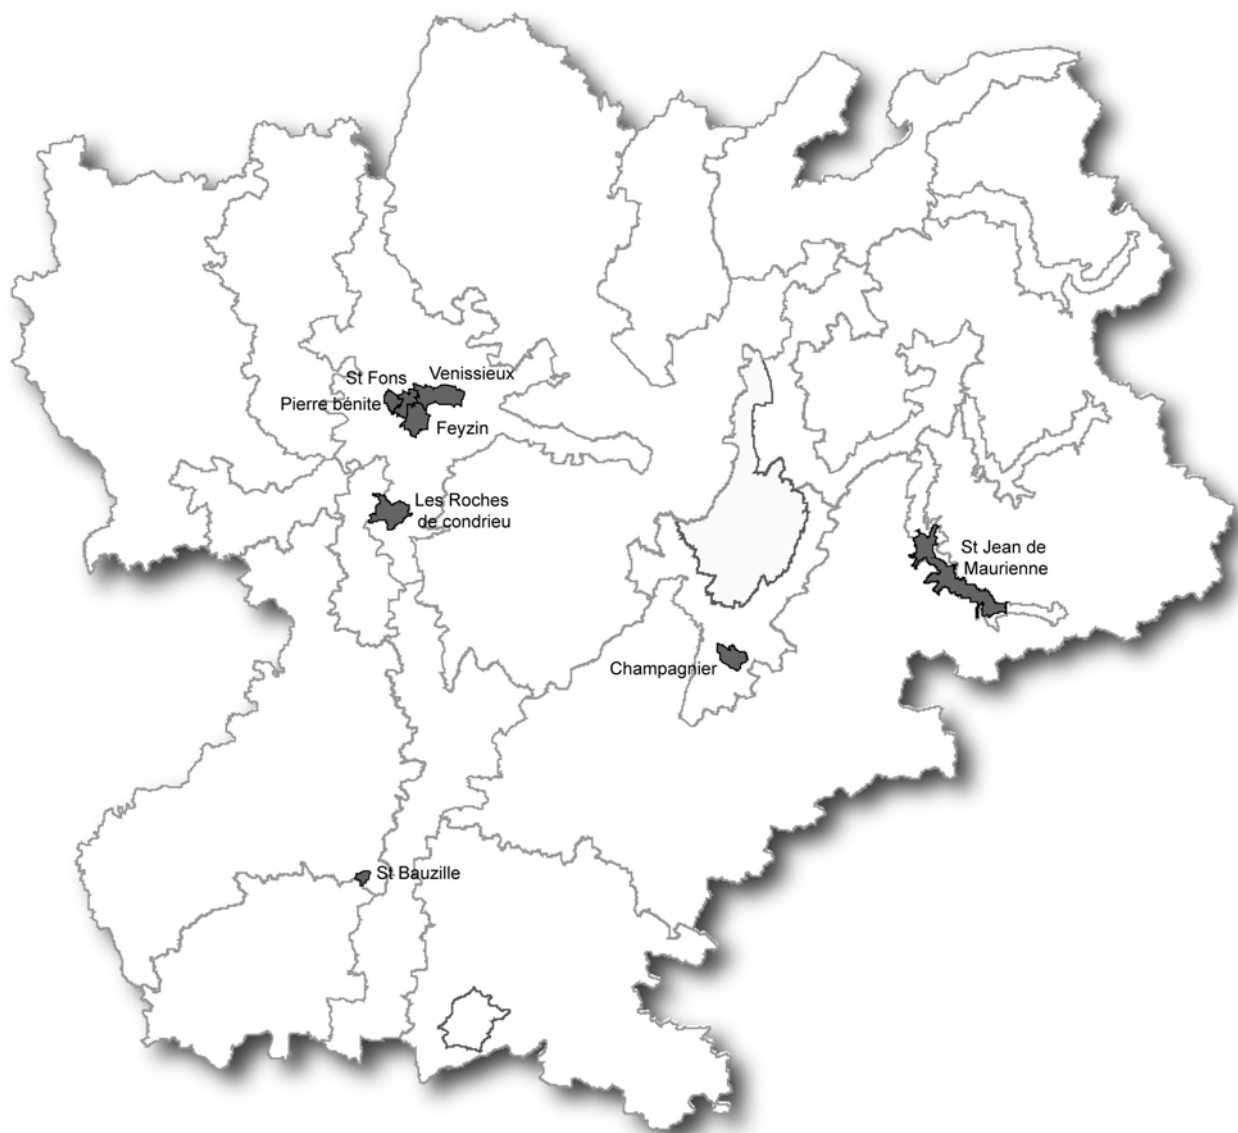 St Fons
Venissieux
Pierre bénite
Feyzin
Les Roches
de condrieu
St Jean de
Maurienne
Champagnier
St Bauzille